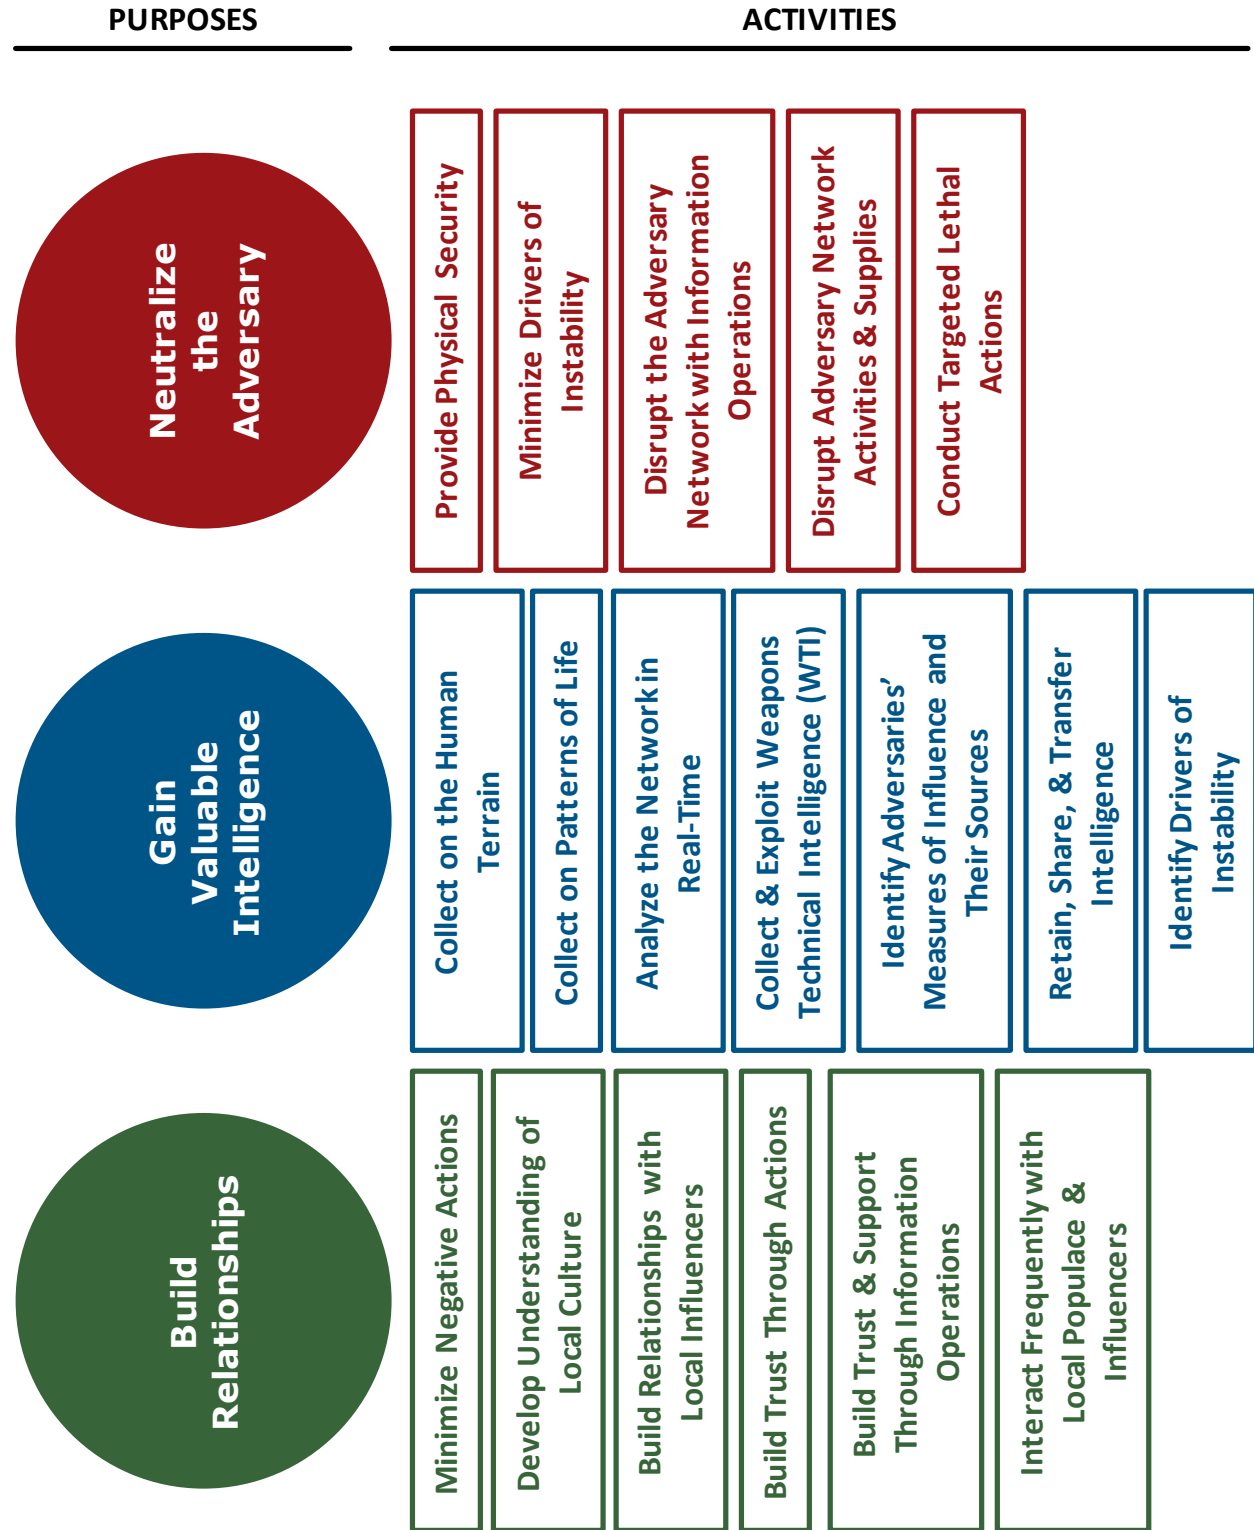 PURPOSES
ACTIVITIES
Neutralize
the
Adversary
Provide Physical Security
Minimize Drivers of
Instability
Disrupt the Adversary
Network with Information
Operations
Disrupt Adversary Network
Activities & Supplies
Conduct Targeted Lethal
Actions
Gain
Valuable
Intelligence
Collect on the Human
Terrain
Collect on Patterns of Life
Analyze the Network in
Real-Time
Collect & Exploit Weapons
Technical Intelligence (WTI)
Identify Adversaries’
Measures of Influence and
Their Sources
Retain, Share, & Transfer
Intelligence
Identify Drivers of
Instability
Build
Relationships
Minimize Negative Actions
Develop Understanding of
Local Culture
Build Relationships with
Local Influencers
Build Trust Through Actions
Build Trust & Support
Through Information
Operations
Interact Frequently with
Local Populace &
Influencers